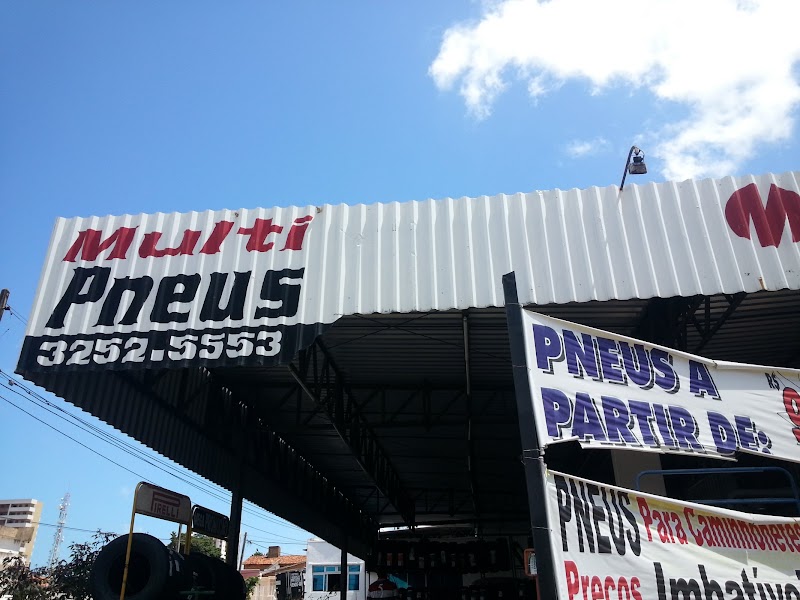 Multi
Pneus
3252.5553
M
PNEUS A
PARTIR DE:
R$
PNEUS Para Caminhonetes
Preços Imbatíveis
PIRELLI